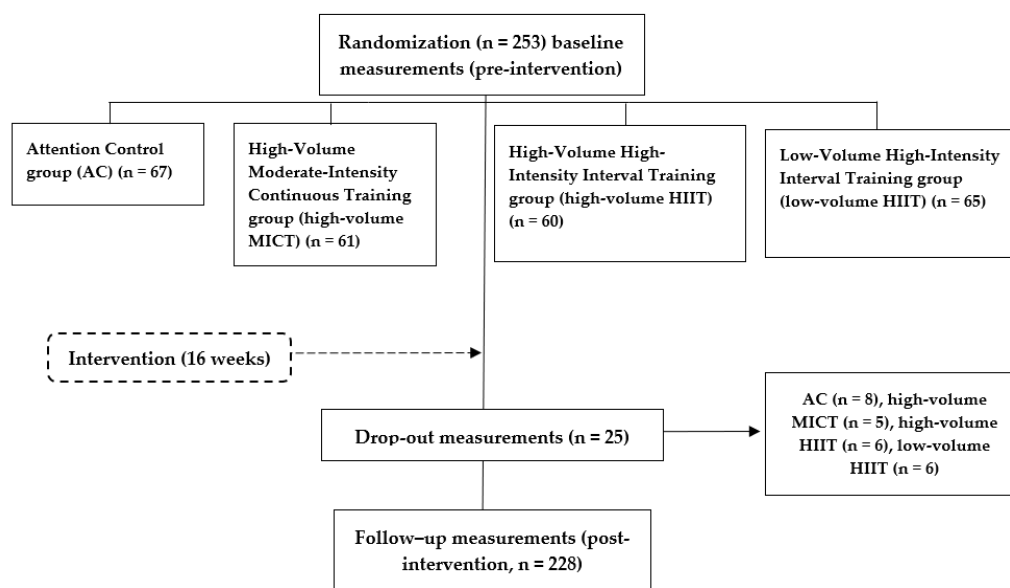 Randomization (n = 253) baseline
measurements (pre-intervention)
Attention Control
group (AC) (n = 67)
High-Volume
Moderate-Intensity
Continuous Training
group (high-volume
MICT) (n = 61)
High-Volume High-
Intensity Interval Training
group (high-volume HIIT)
(n = 60)
Low-Volume High-Intensity
Interval Training group
(low-volume HIIT) (n = 65)
Intervention (16 weeks)
Drop-out measurements (n = 25)
AC (n = 8), high-volume
MICT (n = 5), high-volume
HIIT (n = 6), low-volume
HIIT (n = 6)
Follow–up measurements (post-
intervention, n = 228)